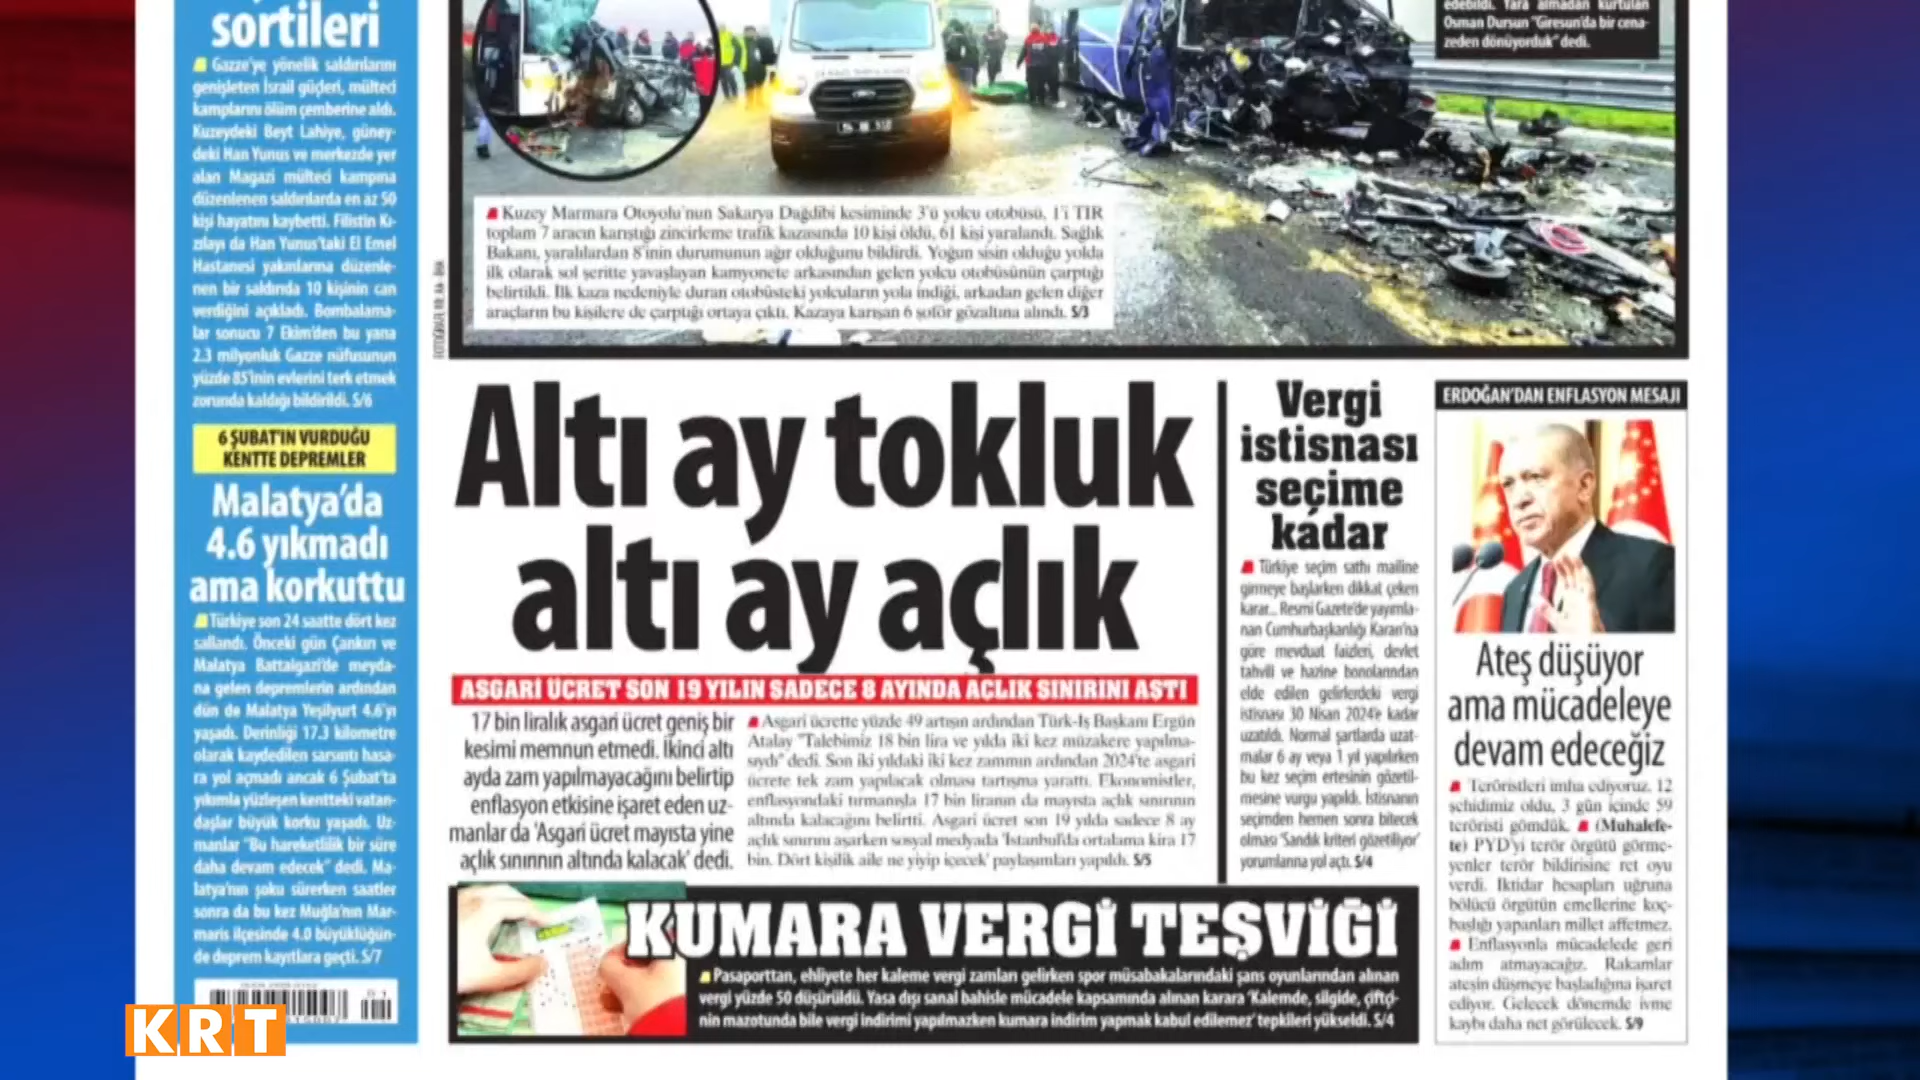 sortileri
Gazze'ye yönelik saldırılarını
genişleten İsrail güçleri, mülteci
kamplarını ölüm çemberine aldı.
Kuzeydeki Beyt Lahiye, güney-
deki Han Yunus ve merkezde yer
alan Magazi mülteci kampına
düzenlenen saldırılarda en az 50
kişi hayatını kaybetti. Filistin Kı-
zılayı da Han Yunus'taki El Emel
Hastanesi yakınlarına düzenle-
nen bir saldırıda 10 kişinin can
verdiğini açıkladı. Bombalama-
lar sonucu 7 Ekim'den bu yana
2.3 milyonluk Gazze nüfusunun
yüzde 85'inin evlerini terk etmek
zorunda kaldığı bildirildi. S/6
6 ŞUBAT'IN VURDUĞU
KENTTE DEPREMLER
Malatya'da
4.6 yıkmadı
ama korkuttu
Türkiye son 24 saatte dört kez
sallandı. Önceki gün Çankırı ve
Malatya Battalgazi'de meyda-
na gelen depremlerin ardından
dün de Malatya Yeşilyurt 4.6'yı
yaşadı. Derinliği 17.3 kilometre
olarak kaydedilen sarsıntı hasa-
ra yol açmadı ancak 6 Şubat'ta
yıkımla yüzleşen kentteki vatan-
daşlar büyük korku yaşadı. Uz-
manlar "Bu hareketlilik bir süre
daha devam edecek" dedi. Ma-
latya'nın şoku sürerken saatler
sonra da bu kez Muğla'nın Mar-
maris ilçesinde 4.0 büyüklüğün-
de deprem kayıtlara geçti. S/7
edebildi. Yara almadan kurtulan
Osman Dursun "Giresun'da bir cena-
zeden dönüyorduk" dedi.
Kuzey Marmara Otoyolu'nun Sakarya Dağdibi kesiminde 3'ü yolcu otobüsü, 1'i TIR
toplam 7 aracın karıştığı zincirleme trafik kazasında 10 kişi öldü, 61 kişi yaralandı. Sağlık
Bakanı, yaralılardan 8'inin durumunun ağır olduğunu bildirdi. Yoğun sisin olduğu yolda
ilk olarak sol şeritte yavaşlayan kamyonete arkasından gelen yolcu otobüsünün çarptığı
belirtildi. İlk kaza nedeniyle duran otobüsteki yolcuların yola indiği, arkadan gelen diğer
araçların bu kişilere de çarptığı ortaya çıktı. Kazaya karışan 6 şoför gözaltına alındı. S/3
Altı ay tokluk
altı ay açlık
ASGARİ ÜCRET SON 19 YILIN SADECE 8 AYINDA AÇLIK SINIRINI AŞTI
17 bin liralık asgari ücret geniş bir
kesimi memnun etmedi. İkinci altı
ayda zam yapılmayacağını belirtip
enflasyon etkisine işaret eden uz-
manlar da 'Asgari ücret mayısta yine
açlık sınırının altında kalacak' dedi.
Asgari ücrette yüzde 49 artışın ardından Türk-İş Başkanı Ergün
Atalay "Talebimiz 18 bin lira ve yılda iki kez müzakere yapılma-
sıydı" dedi. Son iki yıldaki iki kez zammın ardından 2024'te asgari
ücrete tek zam yapılacak olması tartışma yarattı. Ekonomistler,
enflasyondaki tırmanışla 17 bin liranın da mayısta açlık sınırının
altında kalacağını belirtti. Asgari ücret son 19 yılda sadece 8 ay
açlık sınırını aşarken sosyal medyada 'İstanbul'da ortalama kira 17
bin. Dört kişilik aile ne yiyip içecek' paylaşımları yapıldı. S/5
Vergi
istisnası
seçime
kadar
Türkiye seçim sathı mailine
girmeye başlarken dikkat çeken
karar... Resmi Gazete'de yayımla-
nan Cumhurbaşkanlığı Kararı'na
göre mevduat faizleri, devlet
tahvili ve hazine bonolarından
elde edilen gelirlerdeki vergi
istisnası 30 Nisan 2024'e kadar
uzatıldı. Normal şartlarda uzat-
malar 6 ay veya 1 yıl yapılırken
bu kez seçim ertesinin gözetil-
mesine vurgu yapıldı. İstisnanın
seçimden hemen sonra bitecek
olması 'Sandık kriteri gözetiliyor'
yorumlarına yol açtı. S/4
ERDOĞAN'DAN ENFLASYON MESAJI
Ateş düşüyor
ama mücadeleye
devam edeceğiz
Teröristleri imha ediyoruz. 12
şehidimiz oldu, 3 gün içinde 59
teröristi gömdük. (Muhalefe-
te) PYD'yi terör örgütü görme-
yenler terör bildirisine ret oyu
verdi. İktidar hesapları uğruna
bölücü örgütün emellerine koç-
başlığı yapanları millet affetmez.
Enflasyonla mücadelede geri
adım atmayacağız. Rakamlar
ateşin düşmeye başladığına işaret
ediyor. Gelecek dönemde ivme
kaybı daha net görülecek. S/9
KUMARA VERGİ TEŞVİĞİ
Pasaporttan, ehliyete her kaleme vergi zamları gelirken spor müsabakalarındaki şans oyunlarından alınan
vergi yüzde 50 düşürüldü. Yasa dışı sanal bahisle mücadele kapsamında alınan karara 'Kalemde, silgide, çiftçi-
nin mazotunda bile vergi indirimi yapılmazken kumara indirim yapmak kabul edilemez' tepkileri yükseldi. S/4
KRT